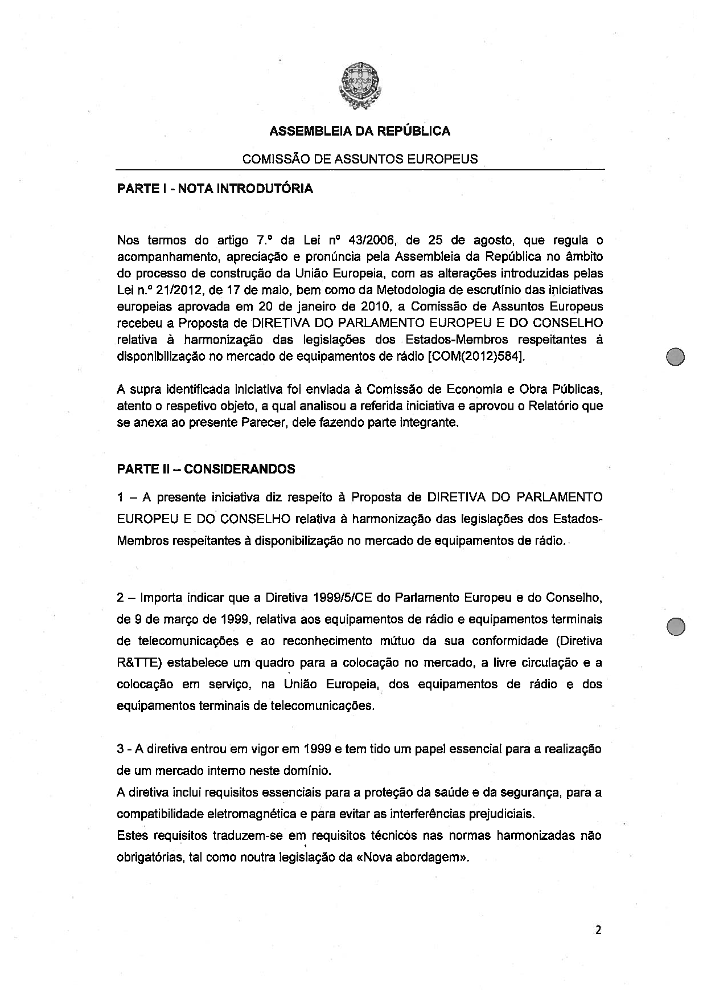 ASSEMBLEIA DA REPÚBLICA
COMISSÃO DE ASSUNTOS EUROPEUS
PARTE I - NOTA INTRODUTÓRIA
Nos termos do artigo 7.º da Lei nº 43/2006, de 25 de agosto, que regula o
acompanhamento, apreciação e pronúncia pela Assembleia da República no âmbito
do processo de construção da União Europeia, com as alterações introduzidas pelas
Lei n.º 21/2012, de 17 de maio, bem como da Metodologia de escrutínio das iniciativas
europeias aprovada em 20 de janeiro de 2010, a Comissão de Assuntos Europeus
recebeu a Proposta de DIRETIVA DO PARLAMENTO EUROPEU E DO CONSELHO
relativa à harmonização das legislações dos Estados-Membros respeitantes à
disponibilização no mercado de equipamentos de rádio [COM(2012)584].
A supra identificada iniciativa foi enviada à Comissão de Economia e Obra Públicas,
atento o respetivo objeto, a qual analisou a referida iniciativa e aprovou o Relatório que
se anexa ao presente Parecer, dele fazendo parte integrante.
PARTE II – CONSIDERANDOS
1 – A presente iniciativa diz respeito à Proposta de DIRETIVA DO PARLAMENTO
EUROPEU E DO CONSELHO relativa à harmonização das legislações dos Estados-
Membros respeitantes à disponibilização no mercado de equipamentos de rádio.
2 – Importa indicar que a Diretiva 1999/5/CE do Parlamento Europeu e do Conselho,
de 9 de março de 1999, relativa aos equipamentos de rádio e equipamentos terminais
de telecomunicações e ao reconhecimento mútuo da sua conformidade (Diretiva
R&TTE) estabelece um quadro para a colocação no mercado, a livre circulação e a
colocação em serviço, na União Europeia, dos equipamentos de rádio e dos
equipamentos terminais de telecomunicações.
3 - A diretiva entrou em vigor em 1999 e tem tido um papel essencial para a realização
de um mercado interno neste domínio.
A diretiva inclui requisitos essenciais para a proteção da saúde e da segurança, para a
compatibilidade eletromagnética e para evitar as interferências prejudiciais.
Estes requisitos traduzem-se em requisitos técnicos nas normas harmonizadas não
obrigatórias, tal como noutra legislação da «Nova abordagem».
2